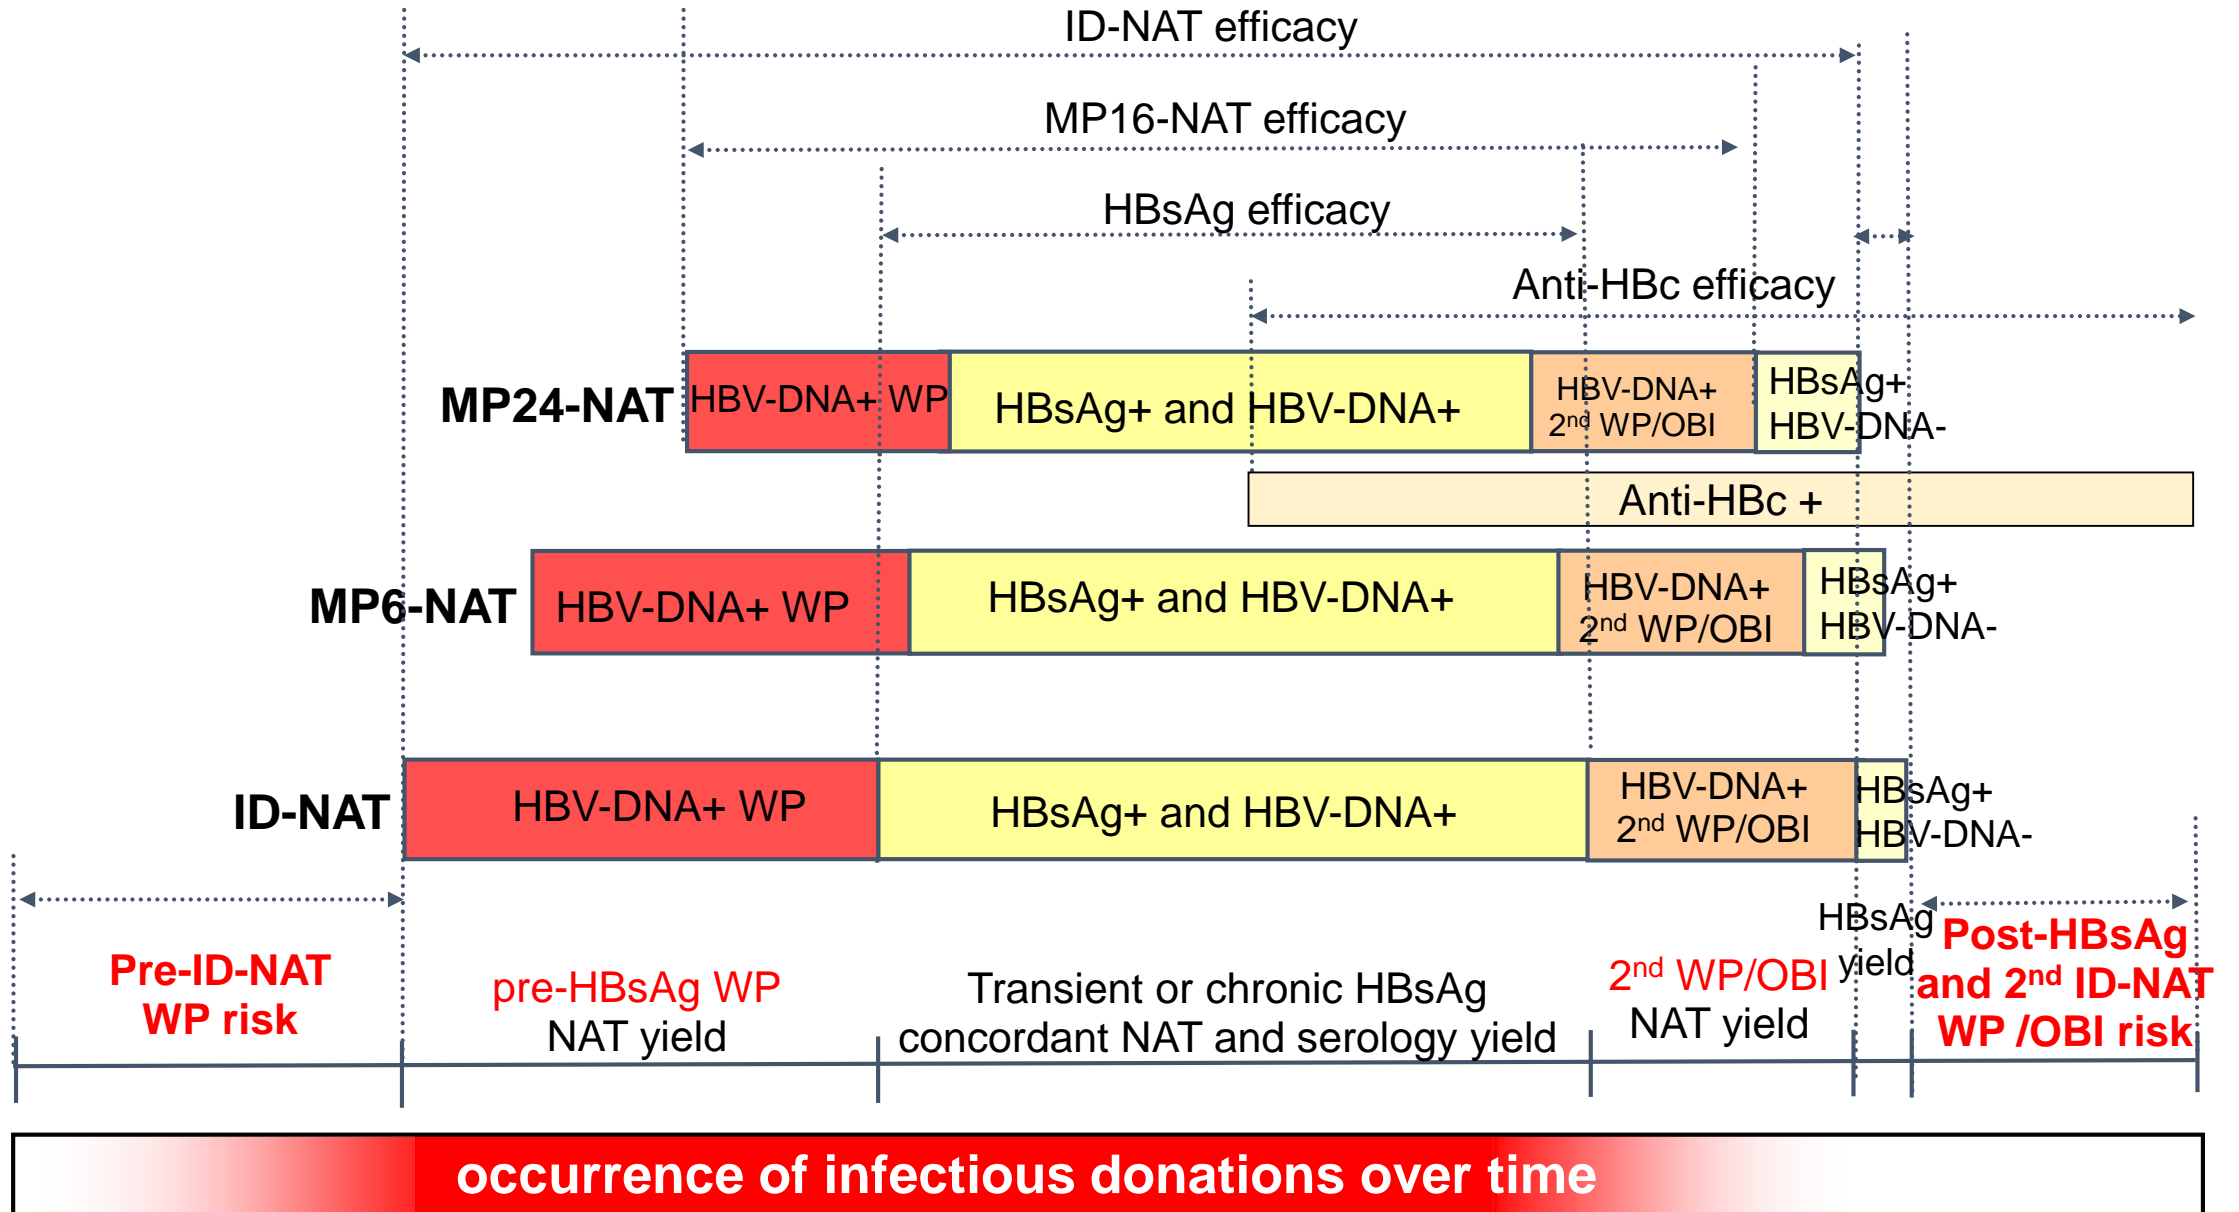 ID-NAT efficacy
MP16-NAT efficacy
HBsAg efficacy
Anti-HBc efficacy
MP24-NAT
HBV-DNA+ WP
HBsAg+ and HBV-DNA+
HBV-DNA+
2nd WP/OBI
HBsAg+
HBV-DNA-
Anti-HBc +
MP6-NAT
HBV-DNA+ WP
HBsAg+ and HBV-DNA+
HBV-DNA+
2nd WP/OBI
HBsAg+
HBV-DNA-
ID-NAT
HBV-DNA+ WP
HBsAg+ and HBV-DNA+
HBV-DNA+
2nd WP/OBI
HBsAg+
HBV-DNA-
Pre-ID-NAT
WP risk
pre-HBsAg WP
NAT yield
Transient or chronic HBsAg
concordant NAT and serology yield
2nd WP/OBI
NAT yield
HBsAg
yield
Post-HBsAg
and 2nd ID-NAT
WP /OBI risk
occurrence of infectious donations over time